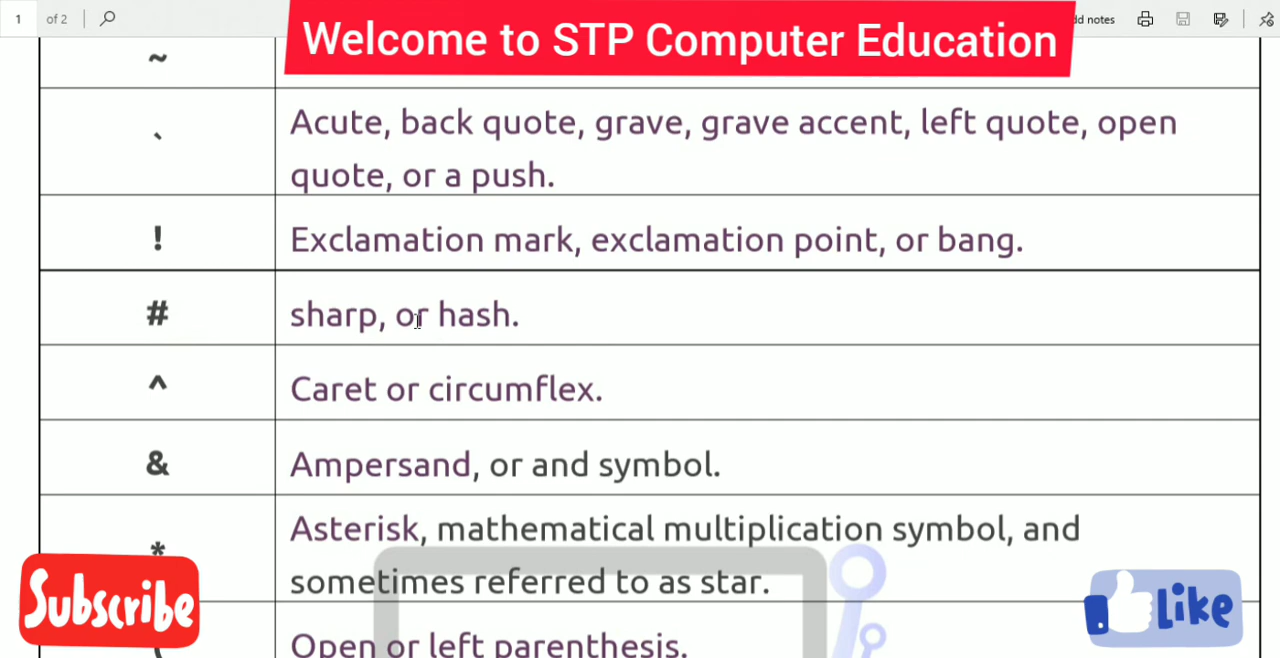 1 of 2 dd notes
Welcome to STP Computer Education
~
` Acute, back quote, grave, grave accent, left quote, open
quote, or a push.
! Exclamation mark, exclamation point, or bang.
# sharp, or hash.
^ Caret or circumflex.
& Ampersand, or and symbol.
* Asterisk, mathematical multiplication symbol, and
sometimes referred to as star.
( Open or left parenthesis.
Subscribe
Like